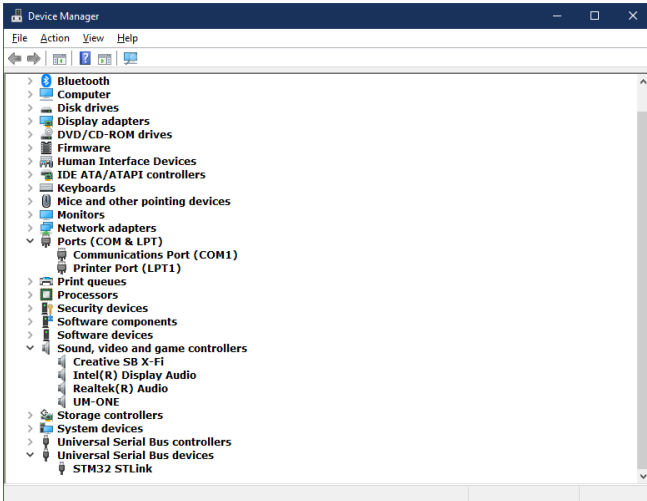 Device Manager
File Action View Help
Bluetooth
Computer
Disk drives
Display adapters
DVD/CD-ROM drives
Firmware
Human Interface Devices
IDE ATA/ATAPI controllers
Keyboards
Mice and other pointing devices
Monitors
Network adapters
Ports (COM & LPT)
Communications Port (COM1)
Printer Port (LPT1)
Print queues
Processors
Security devices
Software components
Software devices
Sound, video and game controllers
Creative SB X-Fi
Intel(R) Display Audio
Realtek(R) Audio
UM-ONE
Storage controllers
System devices
Universal Serial Bus controllers
Universal Serial Bus devices
STM32 STLink